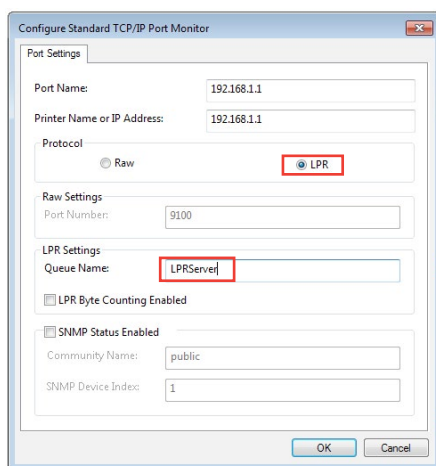 Configure Standard TCP/IP Port Monitor
Port Settings
Port Name: 192.168.1.1
Printer Name or IP Address: 192.168.1.1
Protocol
Raw LPR
Raw Settings
Port Number: 9100
LPR Settings
Queue Name: LPRServer
LPR Byte Counting Enabled
SNMP Status Enabled
Community Name: public
SNMP Device Index: 1
OK Cancel